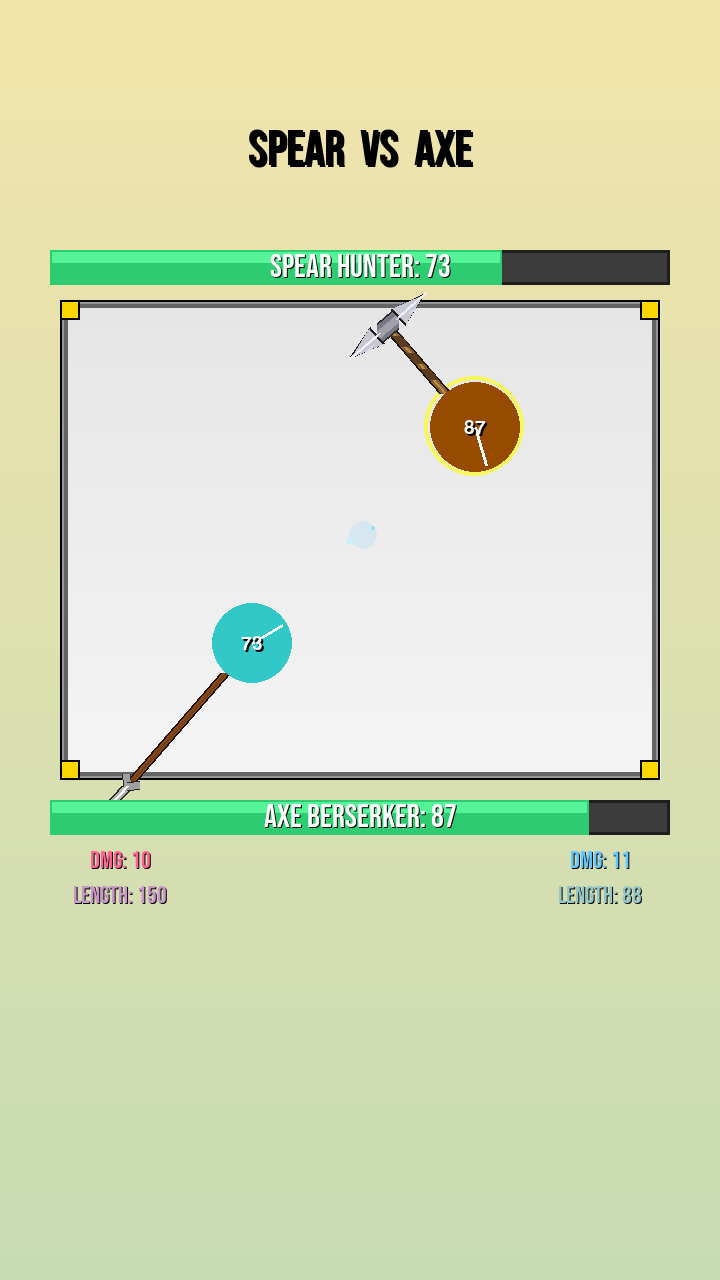 SPEAR VS AXE
SPEAR HUNTER: 73
87
73
AXE BERSERKER: 87
DMG: 10
DMG: 11
LENGTH: 150
LENGTH: 88